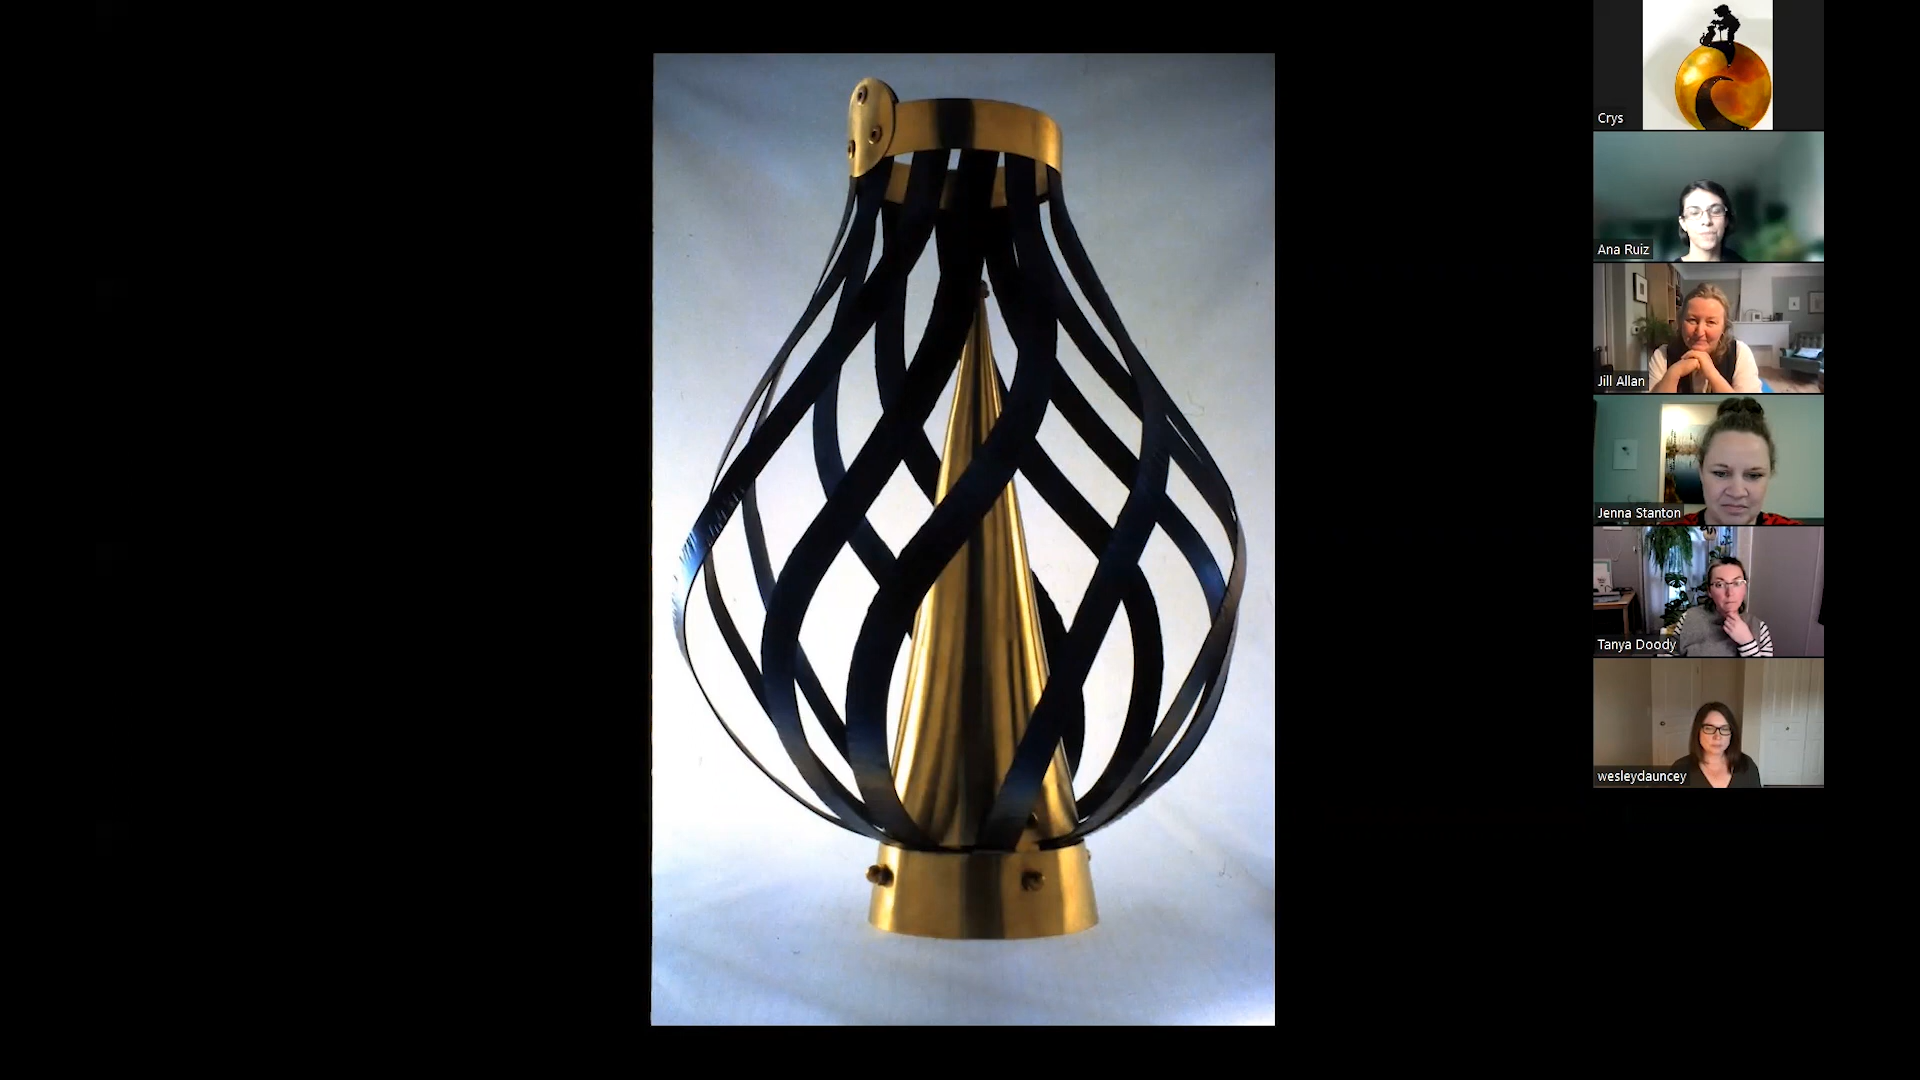 Crys
Ana Ruiz
Jill Allan
Jenna Stanton
Tanya Doody
wesleydauncey